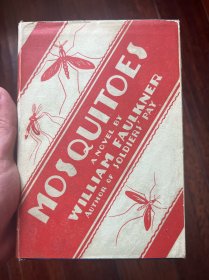 MOSQUITOES
A NOVEL BY
WILLIAM FAULKNER
AUTHOR OF
SOLDIERS' PAY